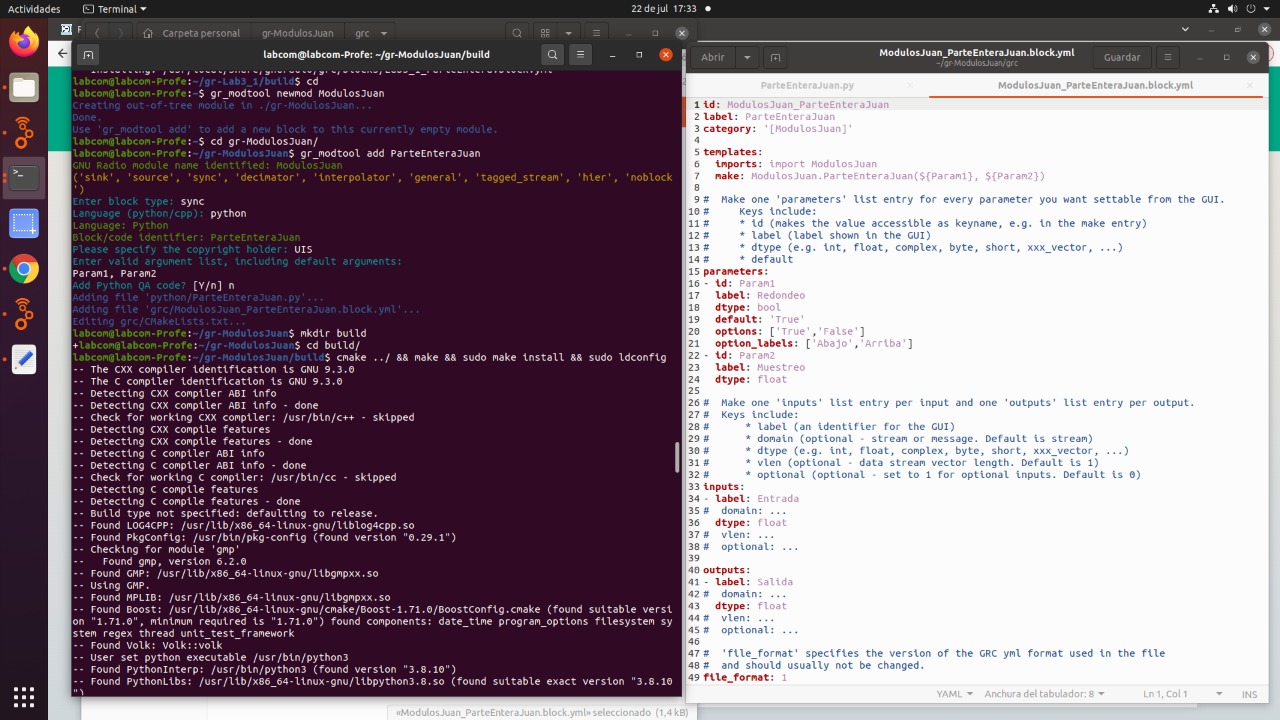 Actividades
Terminal
22 de jul 17:33
Carpeta personal
gr-ModulosJuan
grc
labcom@labcom-Profe: ~/gr-ModulosJuan/build
labcom@labcom-Profe:~/gr-Lab3_1/build$ cd
labcom@labcom-Profe:~$ gr_modtool newmod ModulosJuan
Creating out-of-tree module in ./gr-ModulosJuan...
Done.
Use 'gr_modtool add' to add a new block to this currently empty module.
labcom@labcom-Profe:~$ cd gr-ModulosJuan/
labcom@labcom-Profe:~/gr-ModulosJuan$ gr_modtool add ParteEnteraJuan
GNU Radio module name identified: ModulosJuan
('sink', 'source', 'sync', 'decimator', 'interpolator', 'general', 'tagged_stream', 'hier', 'noblock
')
Enter block type: sync
Language (python/cpp): python
Language: Python
Block/code identifier: ParteEnteraJuan
Please specify the copyright holder: UIS
Enter valid argument list, including default arguments:
Param1, Param2
Add Python QA code? [Y/n] n
Adding file 'python/ParteEnteraJuan.py'...
Adding file 'grc/ModulosJuan_ParteEnteraJuan.block.yml'...
Editing grc/CMakeLists.txt...
labcom@labcom-Profe:~/gr-ModulosJuan$ mkdir build
+labcom@labcom-Profe:~/gr-ModulosJuan$ cd build/
labcom@labcom-Profe:~/gr-ModulosJuan/build$ cmake ../ && make && sudo make install && sudo ldconfig
-- The CXX compiler identification is GNU 9.3.0
-- The C compiler identification is GNU 9.3.0
-- Detecting CXX compiler ABI info
-- Detecting CXX compiler ABI info - done
-- Check for working CXX compiler: /usr/bin/c++ - skipped
-- Detecting CXX compile features
-- Detecting CXX compile features - done
-- Detecting C compiler ABI info
-- Detecting C compiler ABI info - done
-- Check for working C compiler: /usr/bin/cc - skipped
-- Detecting C compile features
-- Detecting C compile features - done
-- Build type not specified: defaulting to release.
-- Found LOG4CPP: /usr/lib/x86_64-linux-gnu/liblog4cpp.so
-- Found PkgConfig: /usr/bin/pkg-config (found version "0.29.1")
-- Checking for module 'gmp'
--   Found gmp, version 6.2.0
-- Found GMP: /usr/lib/x86_64-linux-gnu/libgmpxx.so
-- Using GMP.
-- Found MPLIB: /usr/lib/x86_64-linux-gnu/libgmpxx.so
-- Found Boost: /usr/lib/x86_64-linux-gnu/cmake/Boost-1.71.0/BoostConfig.cmake (found suitable versi
on "1.71.0", minimum required is "1.71.0") found components: date_time program_options filesystem sy
stem regex thread unit_test_framework
-- Found Volk: Volk::volk
-- User set python executable /usr/bin/python3
-- Found PythonInterp: /usr/bin/python3 (found version "3.8.10")
-- Found PythonLibs: /usr/lib/x86_64-linux-gnu/libpython3.8.so (found suitable exact version "3.8.10
")
«ModulosJuan_ParteEnteraJuan.block.yml» seleccionado (1,4 kB)
Abrir
ModulosJuan_ParteEnteraJuan.block.yml
~/gr-ModulosJuan/grc
Guardar
ParteEnteraJuan.py
ModulosJuan_ParteEnteraJuan.block.yml
1 id: ModulosJuan_ParteEnteraJuan
2 label: ParteEnteraJuan
3 category: '[ModulosJuan]'
4
5 templates:
6   imports: import ModulosJuan
7   make: ModulosJuan.ParteEnteraJuan(${Param1}, ${Param2})
8
9 #  Make one 'parameters' list entry for every parameter you want settable from the GUI.
10 #     Keys include:
11 #     * id (makes the value accessible as keyname, e.g. in the make entry)
12 #     * label (label shown in the GUI)
13 #     * dtype (e.g. int, float, complex, byte, short, xxx_vector, ...)
14 #     * default
15 parameters:
16 - id: Param1
17   label: Redondeo
18   dtype: bool
19   default: 'True'
20   options: ['True','False']
21   option_labels: ['Abajo','Arriba']
22 - id: Param2
23   label: Muestreo
24   dtype: float
25
26 #  Make one 'inputs' list entry per input and one 'outputs' list entry per output.
27 #  Keys include:
28 #      * label (an identifier for the GUI)
29 #      * domain (optional - stream or message. Default is stream)
30 #      * dtype (e.g. int, float, complex, byte, short, xxx_vector, ...)
31 #      * vlen (optional - data stream vector length. Default is 1)
32 #      * optional (optional - set to 1 for optional inputs. Default is 0)
33 inputs:
34 - label: Entrada
35 #  domain: ...
36   dtype: float
37 #  vlen: ...
38 #  optional: ...
39
40 outputs:
41 - label: Salida
42 #  domain: ...
43   dtype: float
44 #  vlen: ...
45 #  optional: ...
46
47 #  'file_format' specifies the version of the GRC yml format used in the file
48 #  and should usually not be changed.
49 file_format: 1
YAML
Anchura del tabulador: 8
Ln 1, Col 1
INS